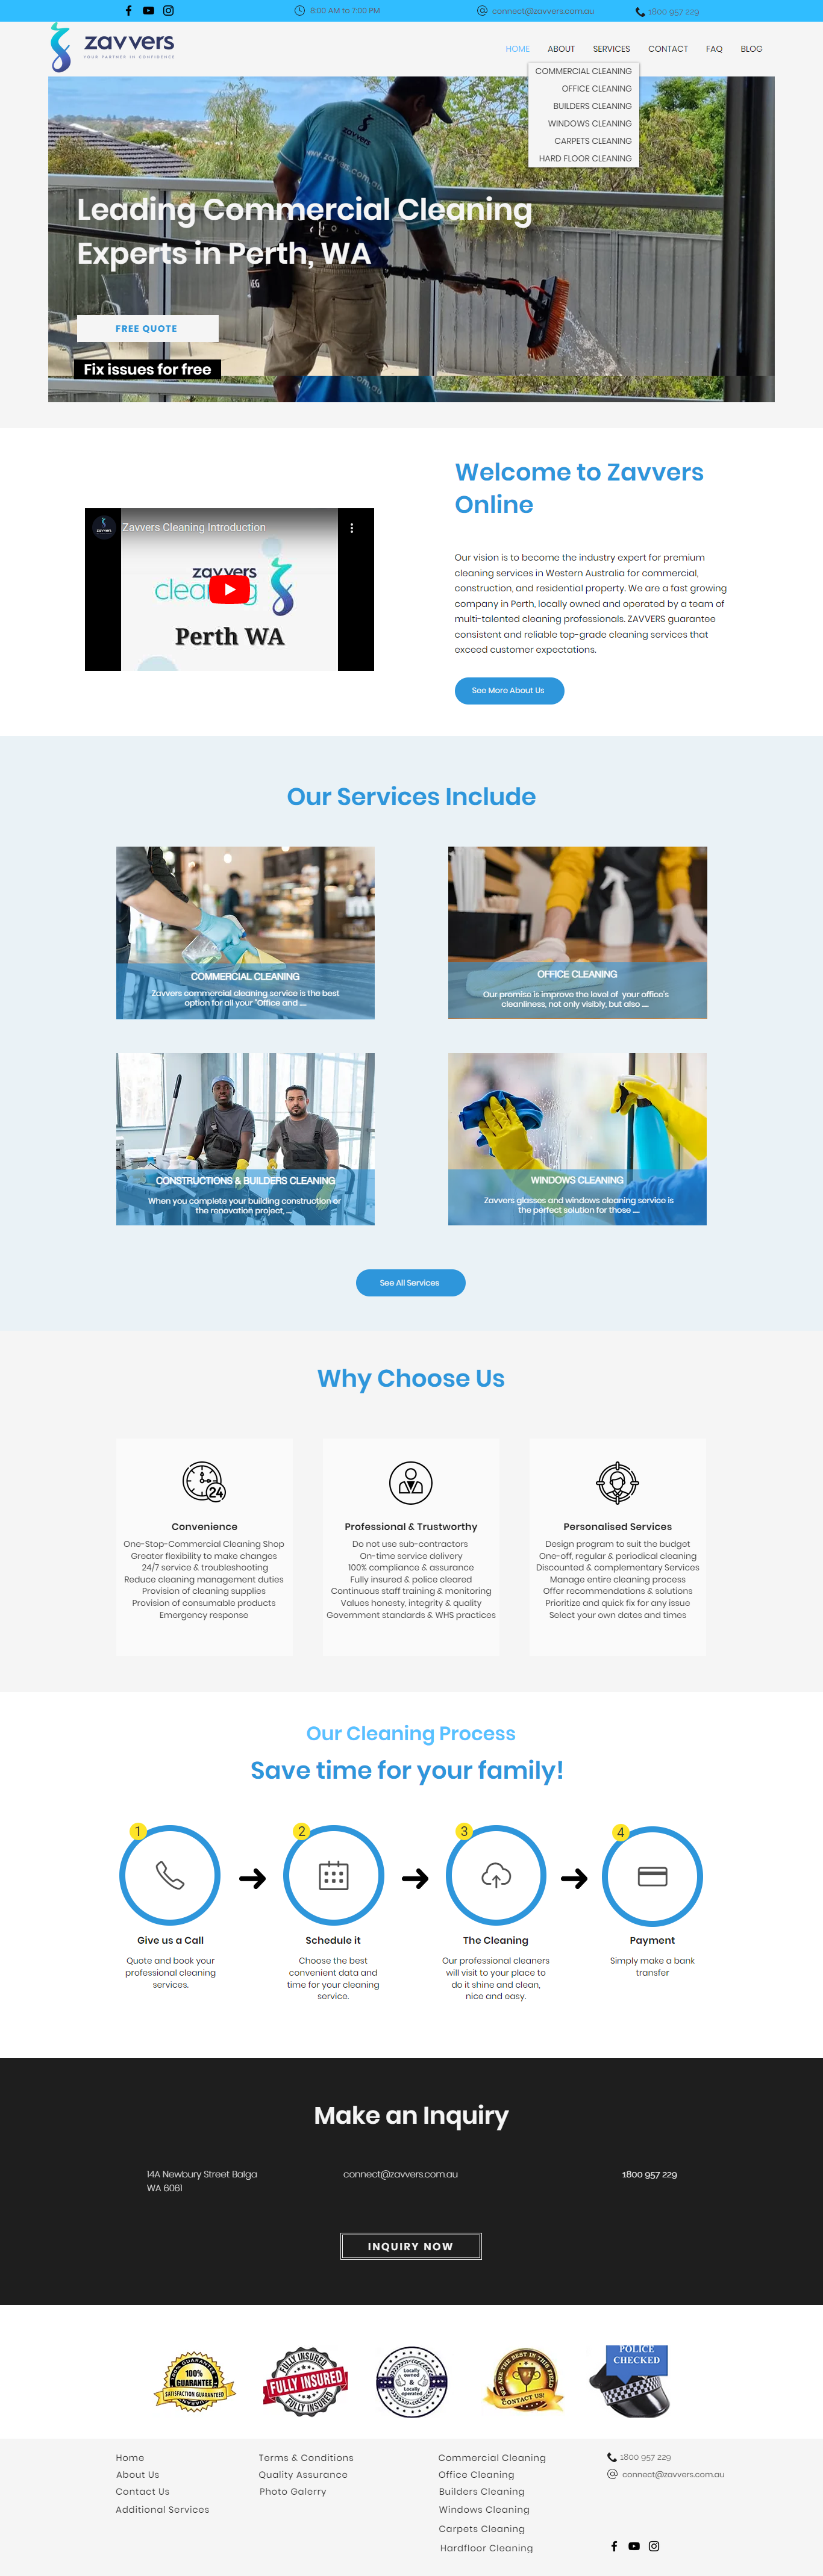 8:00 AM to 7:00 PM
connect@zavvers.com.au
1800 957 229
zavvers
YOUR PARTNER IN CONFIDENCE
HOME
ABOUT
SERVICES
CONTACT
FAQ
BLOG
COMMERCIAL CLEANING
OFFICE CLEANING
BUILDERS CLEANING
WINDOWS CLEANING
CARPETS CLEANING
HARD FLOOR CLEANING
zavvers
Leading Commercial Cleaning
Experts in Perth, WA
FREE QUOTE
Fix issues for free
Welcome to Zavvers
Online
Zavvers Cleaning Introduction
zavvers
cleaning
Perth WA
Our vision is to become the industry expert for premium
cleaning services in Western Australia for commercial,
construction, and residential property. We are a fast growing
company in Perth, locally owned and operated by a team of
multi-talented cleaning professionals. ZAVVERS guarantee
consistent and reliable top-grade cleaning services that
exceed customer expectations.
See More About Us
Our Services Include
COMMERCIAL CLEANING
Zavvers commercial cleaning service is the best
option for all your "Office and .....
OFFICE CLEANING
Our promise is improve the level of your office's
cleanliness, not only visibly, but also .....
CONSTRUCTIONS & BUILDERS CLEANING
When you complete your building construction or
the renovation project, ....
WINDOWS CLEANING
Zavvers glasses and windows cleaning service is
the perfect solution for those .....
See All Services
Why Choose Us
24
Convenience
One-Stop-Commercial Cleaning Shop
Greater flexibility to make changes
24/7 service & troubleshooting
Reduce cleaning management duties
Provision of cleaning supplies
Provision of consumable products
Emergency response
Professional & Trustworthy
Do not use sub-contractors
On-time service delivery
100% compliance & assurance
Fully insured & police cleared
Continuous staff training & monitoring
Values honesty, integrity & quality
Government standards & WHS practices
Personalised Services
Design program to suit the budget
One-off, regular & periodical cleaning
Discounted & complementary Services
Manage entire cleaning process
Offer recommendations & solutions
Prioritize and quick fix for any issue
Select your own dates and times
Our Cleaning Process
Save time for your family!
1
2
3
4
Give us a Call
Quote and book your
professional cleaning
services.
Schedule it
Choose the best
convenient data and
time for your cleaning
service.
The Cleaning
Our professional cleaners
will visit to your place to
do it shine and clean,
nice and easy.
Payment
Simply make a bank
transfer
Make an Inquiry
14A Newbury Street Balga
WA 6061
connect@zavvers.com.au
1800 957 229
INQUIRY NOW
100%
GUARANTEE
SATISFACTION GUARANTEED
FULLY INSURED
FULLY INSURED
FULLY INSURED
Locally
owned
&
Locally
operated
WE ARE THE BEST IN THIS FIELD
CONTACT US!
POLICE
CHECKED
Home
About Us
Contact Us
Additional Services
Terms & Conditions
Quality Assurance
Photo Galerry
Commercial Cleaning
Office Cleaning
Builders Cleaning
Windows Cleaning
Carpets Cleaning
Hardfloor Cleaning
1800 957 229
connect@zavvers.com.au